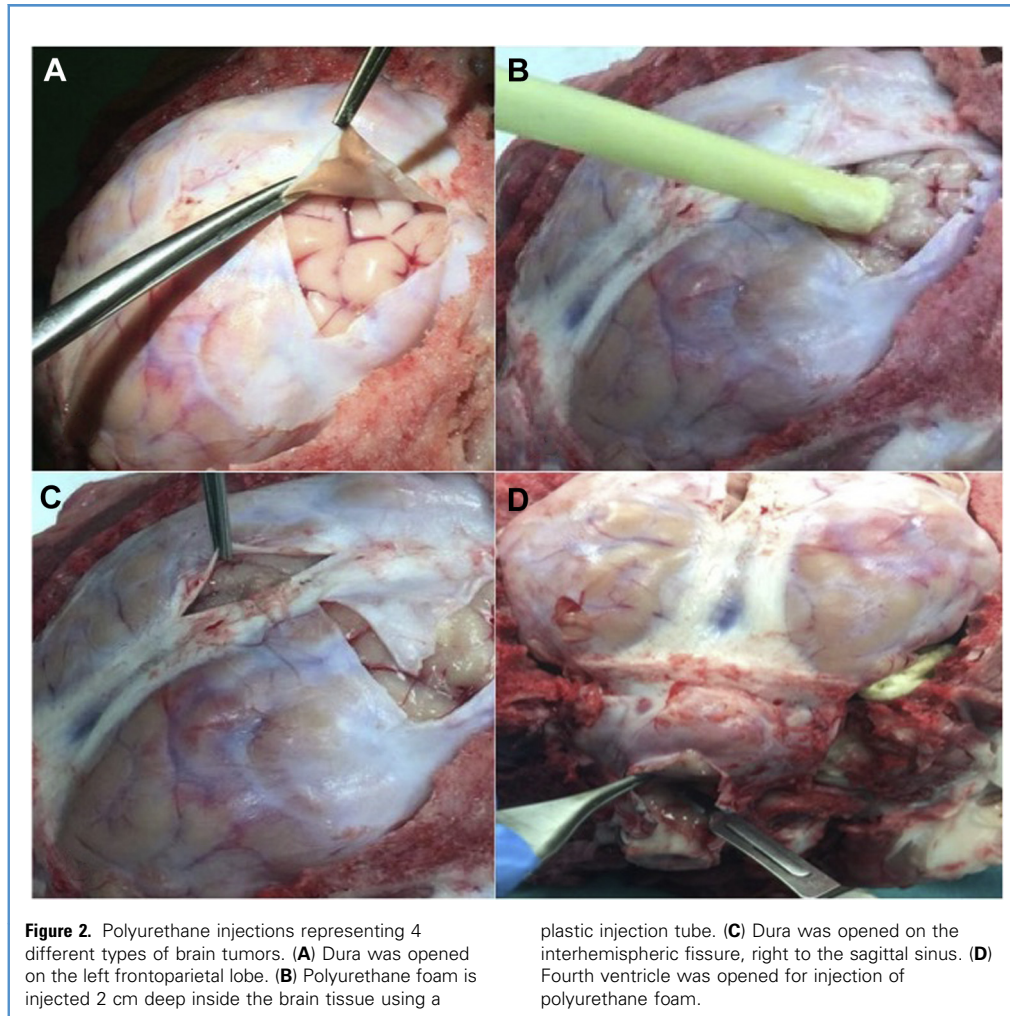 A
B
C
D
Figure 2. Polyurethane injections representing 4
different types of brain tumors. (A) Dura was opened
on the left frontoparietal lobe. (B) Polyurethane foam is
injected 2 cm deep inside the brain tissue using a
plastic injection tube. (C) Dura was opened on the
interhemispheric fissure, right to the sagittal sinus. (D)
Fourth ventricle was opened for injection of
polyurethane foam.